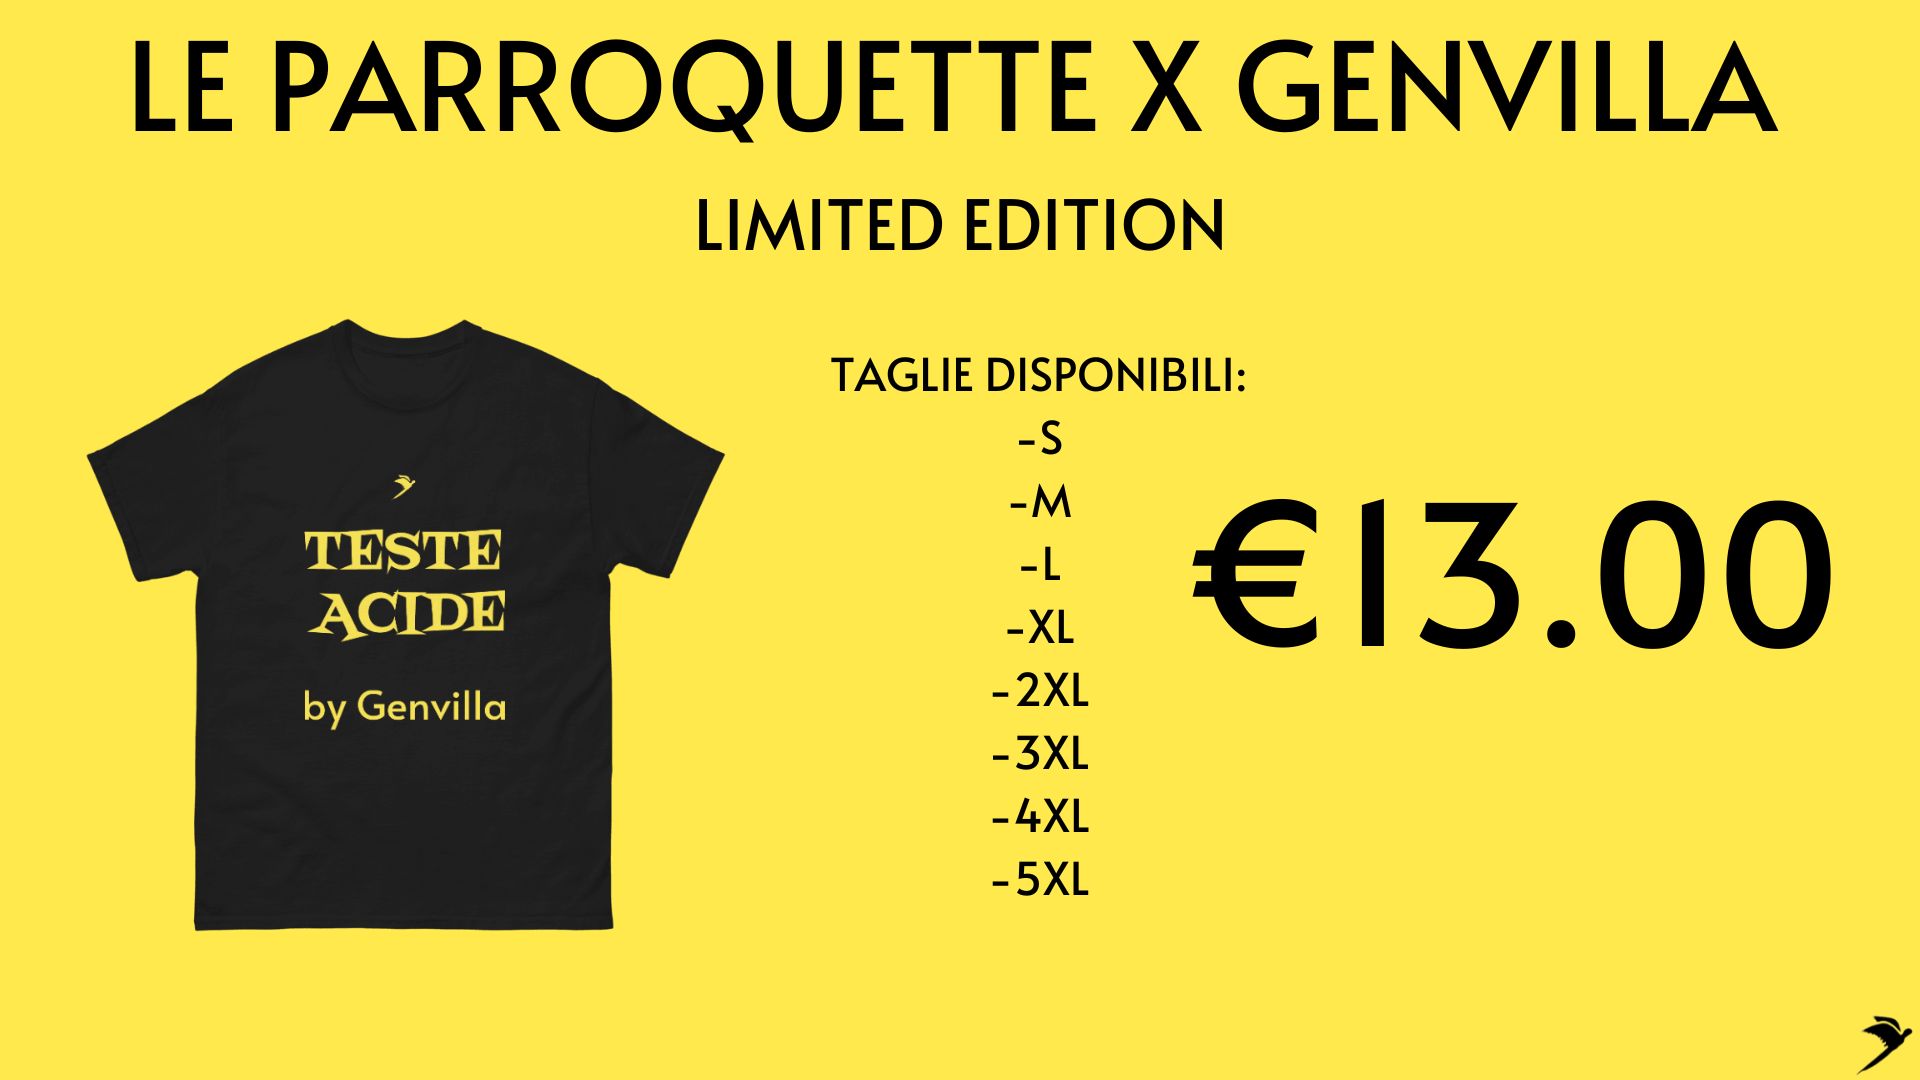 LE PARROQUETTE X GENVILLA
LIMITED EDITION
TESTE
ACIDE
by Genvilla
TAGLIE DISPONIBILI:
-S
-M
-L
-XL
-2XL
-3XL
-4XL
-5XL
€13.00